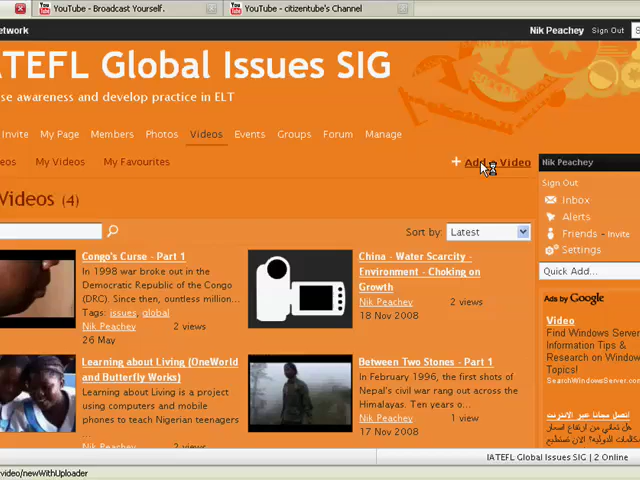 YouTube - Broadcast Yourself.
YouTube - citizentube's Channel
etwork
Nik Peachey
Sign Out
IATEFL Global Issues SIG
se awareness and develop practice in ELT
Invite
My Page
Members
Photos
Videos
Events
Groups
Forum
Manage
eos
My Videos
My Favourites
+ Add a Video
Videos (4)
Sort by: Latest
Congo's Curse - Part 1
In 1998 war broke out in the
Democratic Republic of the Congo
(DRC). Since then, countless million...
Tags: issues, global
Nik Peachey
2 views
26 May
China - Water Scarcity -
Environment - Choking on
Growth
Nik Peachey
2 views
18 Nov 2008
Learning about Living (OneWorld
and Butterfly Works)
Learning about Living is a project
using computers and mobile
phones to teach Nigerian teenagers
...
Nik Peachey
2 views
Between Two Stones - Part 1
In February 1996, the first shots of
Nepal's civil war rang out across the
Himalayas. Ten years o...
Nik Peachey
1 view
17 Nov 2008
Nik Peachey
Sign Out
Inbox
Alerts
Friends - Invite
Settings
Quick Add...
Ads by Google
Video
Find Windows Server
Information Tips &
Research on Window
Topics!
SearchWindowsServer.com
IATEFL Global Issues SIG | 2 Online
video/newWithUploader